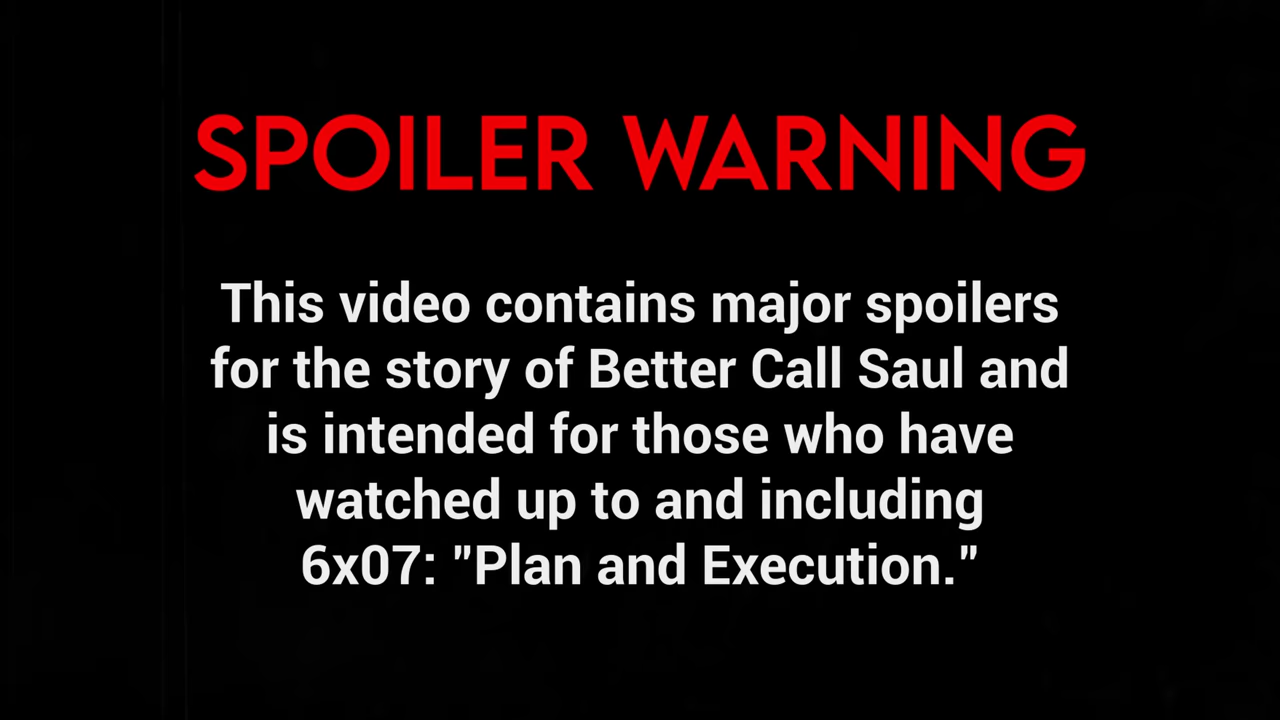 SPOILER WARNING
This video contains major spoilers
for the story of Better Call Saul and
is intended for those who have
watched up to and including
6x07: "Plan and Execution."